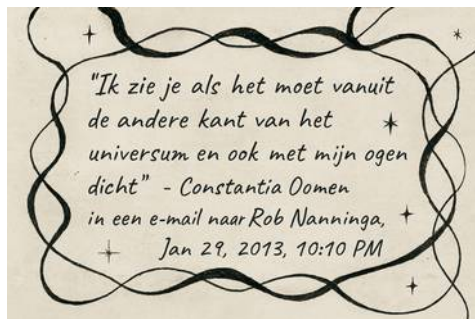 "Ik zie je als het moet vanuit
de andere kant van het
universum en ook met mijn ogen
dicht" - Constantia Oomen
in een e-mail naar Rob Nanninga,
Jan 29, 2013, 10:10 PM